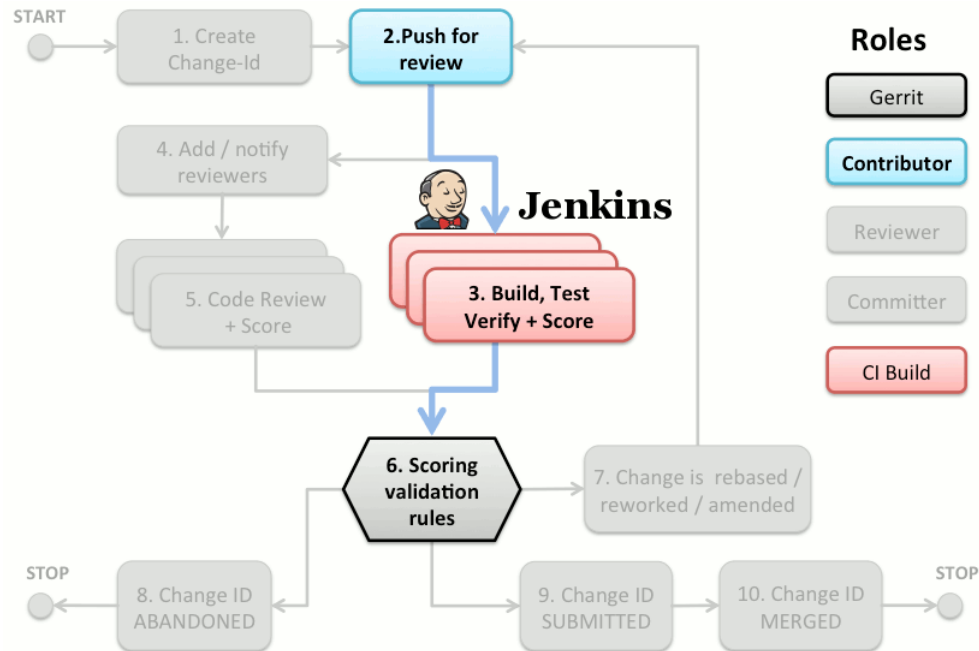 START
1. Create
Change-Id
2.Push for
review
Roles
Gerrit
4. Add / notify
reviewers
Contributor
Jenkins
Reviewer
5. Code Review
+ Score
3. Build, Test
Verify + Score
Committer
CI Build
6. Scoring
validation
rules
7. Change is rebased /
reworked / amended
STOP
8. Change ID
ABANDONED
9. Change ID
SUBMITTED
10. Change ID
MERGED
STOP